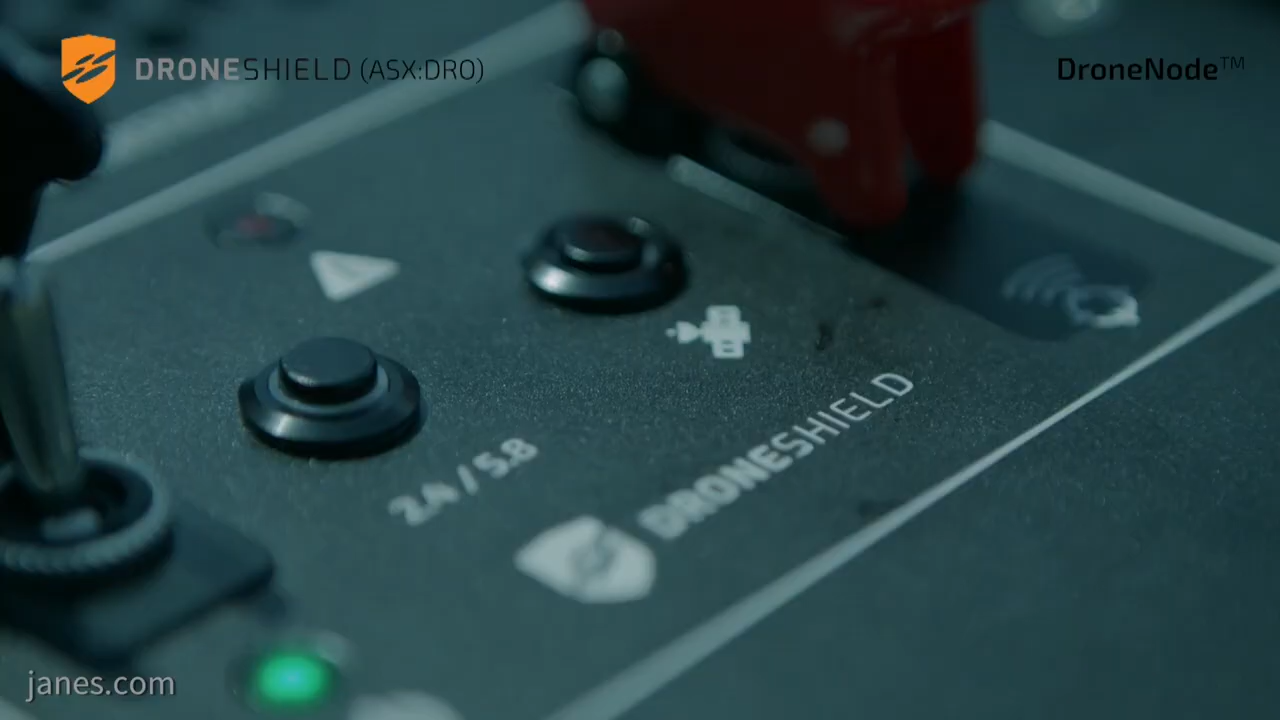 DRONESHIELD (ASX:DRO)
DroneNode™
2.4 / 5.8
DRONESHIELD
janes.com